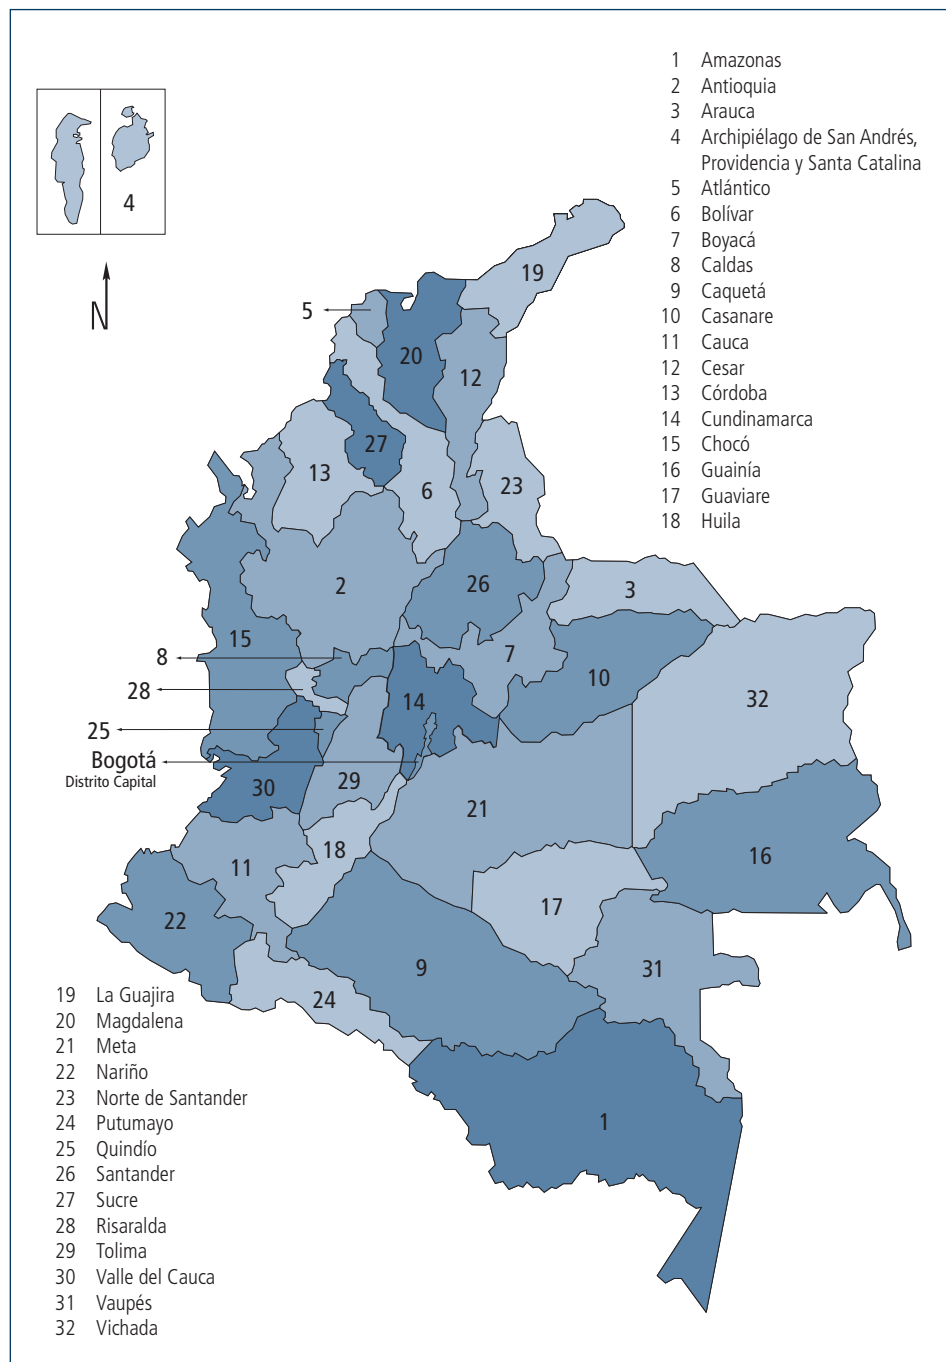 1 Amazonas
2 Antioquia
3 Arauca
4 Archipiélago de San Andrés,
Providencia y Santa Catalina
5 Atlántico
6 Bolívar
7 Boyacá
8 Caldas
9 Caquetá
10 Casanare
11 Cauca
12 Cesar
13 Córdoba
14 Cundinamarca
15 Chocó
16 Guainía
17 Guaviare
18 Huila
4
N
19
5
20
12
27
13
6
23
2
26
3
15
7
8
10
28
14
32
25
Bogotá
Distrito Capital
29
30
21
18
16
11
17
22
9
31
24
1
19 La Guajira
20 Magdalena
21 Meta
22 Nariño
23 Norte de Santander
24 Putumayo
25 Quindío
26 Santander
27 Sucre
28 Risaralda
29 Tolima
30 Valle del Cauca
31 Vaupés
32 Vichada